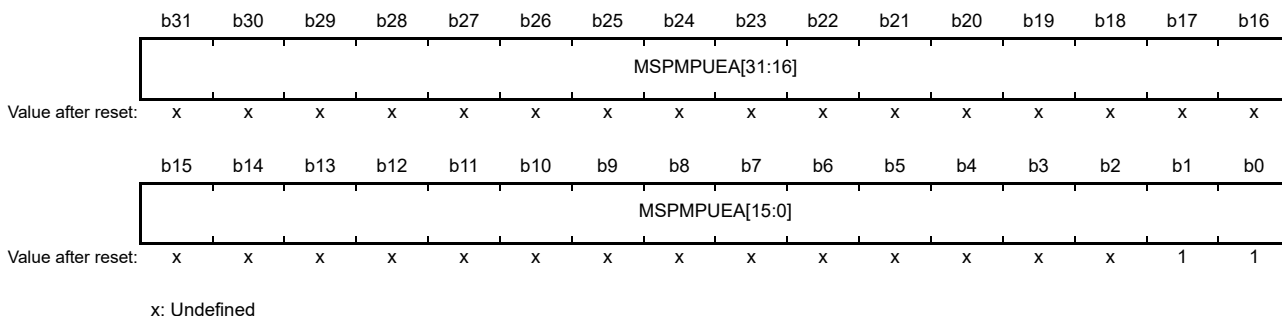 b31 b30 b29 b28 b27 b26 b25 b24 b23 b22 b21 b20 b19 b18 b17 b16
MSPMPUEA[31:16]
Value after reset: x x x x x x x x x x x x x x x x
b15 b14 b13 b12 b11 b10 b9 b8 b7 b6 b5 b4 b3 b2 b1 b0
MSPMPUEA[15:0]
Value after reset: x x x x x x x x x x x x x x 1 1
x: Undefined